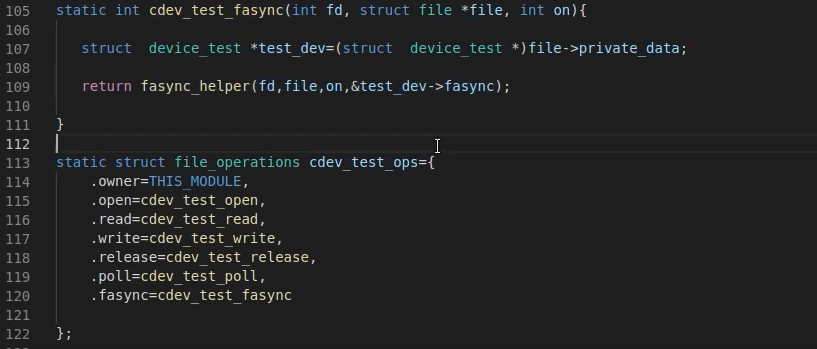 105 static int cdev_test_fasync(int fd, struct file *file, int on){
106
107 struct  device_test *test_dev=(struct  device_test *)file->private_data;
108
109 return fasync_helper(fd,file,on,&test_dev->fasync);
110
111 }
112
113 static struct file_operations cdev_test_ops={
114 .owner=THIS_MODULE,
115 .open=cdev_test_open,
116 .read=cdev_test_read,
117 .write=cdev_test_write,
118 .release=cdev_test_release,
119 .poll=cdev_test_poll,
120 .fasync=cdev_test_fasync
121
122 };